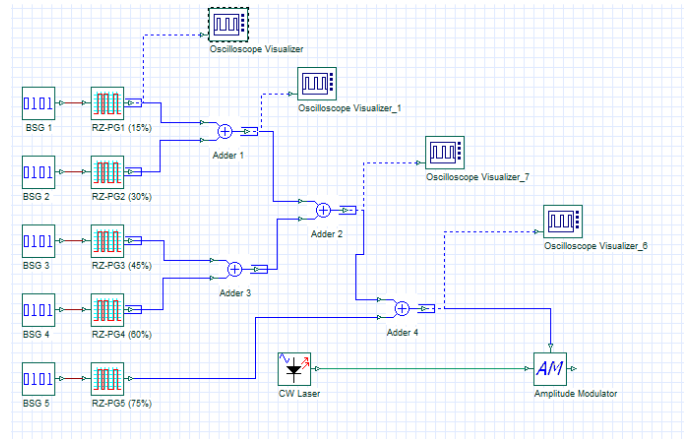 Oscilloscope Visualizer
Oscilloscope Visualizer_1
0101
BSG 1
RZ-PG1 (15%)
Adder 1
Oscilloscope Visualizer_7
0101
BSG 2
RZ-PG2 (30%)
Adder 2
Oscilloscope Visualizer_6
0101
BSG 3
RZ-PG3 (45%)
Adder 3
0101
BSG 4
RZ-PG4 (60%)
Adder 4
0101
BSG 5
RZ-PG5 (75%)
CW Laser
AM
Amplitude Modulator